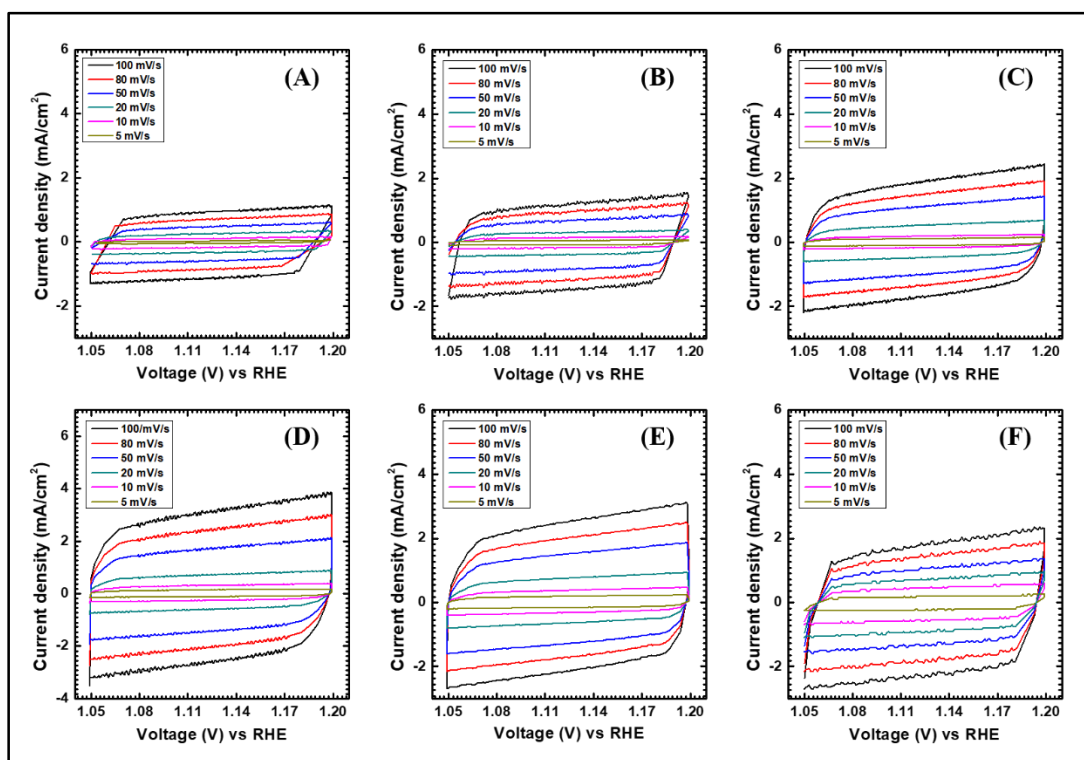 (A)
100 mV/s
80 mV/s
50 mV/s
20 mV/s
10 mV/s
5 mV/s
6
4
2
0
-2
Current density (mA/cm²)
1.05 1.08 1.11 1.14 1.17 1.20
Voltage (V) vs RHE
(B)
100 mV/s
80 mV/s
50 mV/s
20 mV/s
10 mV/s
5 mV/s
6
4
2
0
-2
Current density (mA/cm²)
1.05 1.08 1.11 1.14 1.17 1.20
Voltage (V) vs RHE
(C)
100 mV/s
80 mV/s
50 mV/s
20 mV/s
10 mV/s
5 mV/s
6
4
2
0
-2
Current density (mA/cm²)
1.05 1.08 1.11 1.14 1.17 1.20
Voltage (V) vs RHE
(D)
100/mV/s
80 mV/s
50 mV/s
20 mV/s
10 mV/s
5 mV/s
6
4
2
0
-2
-4
Current density (mA/cm²)
1.05 1.08 1.11 1.14 1.17 1.20
Voltage (V) vs RHE
(E)
100 mV/s
80 mV/s
50 mV/s
20 mV/s
10 mV/s
5 mV/s
6
4
2
0
-2
Current density (mA/cm²)
1.05 1.08 1.11 1.14 1.17 1.20
Voltage (V) vs RHE
(F)
100 mV/s
80 mV/s
50 mV/s
20 mV/s
10 mV/s
5 mV/s
6
4
2
0
-2
Current density (mA/cm²)
1.05 1.08 1.11 1.14 1.17 1.20
Voltage (V) vs RHE